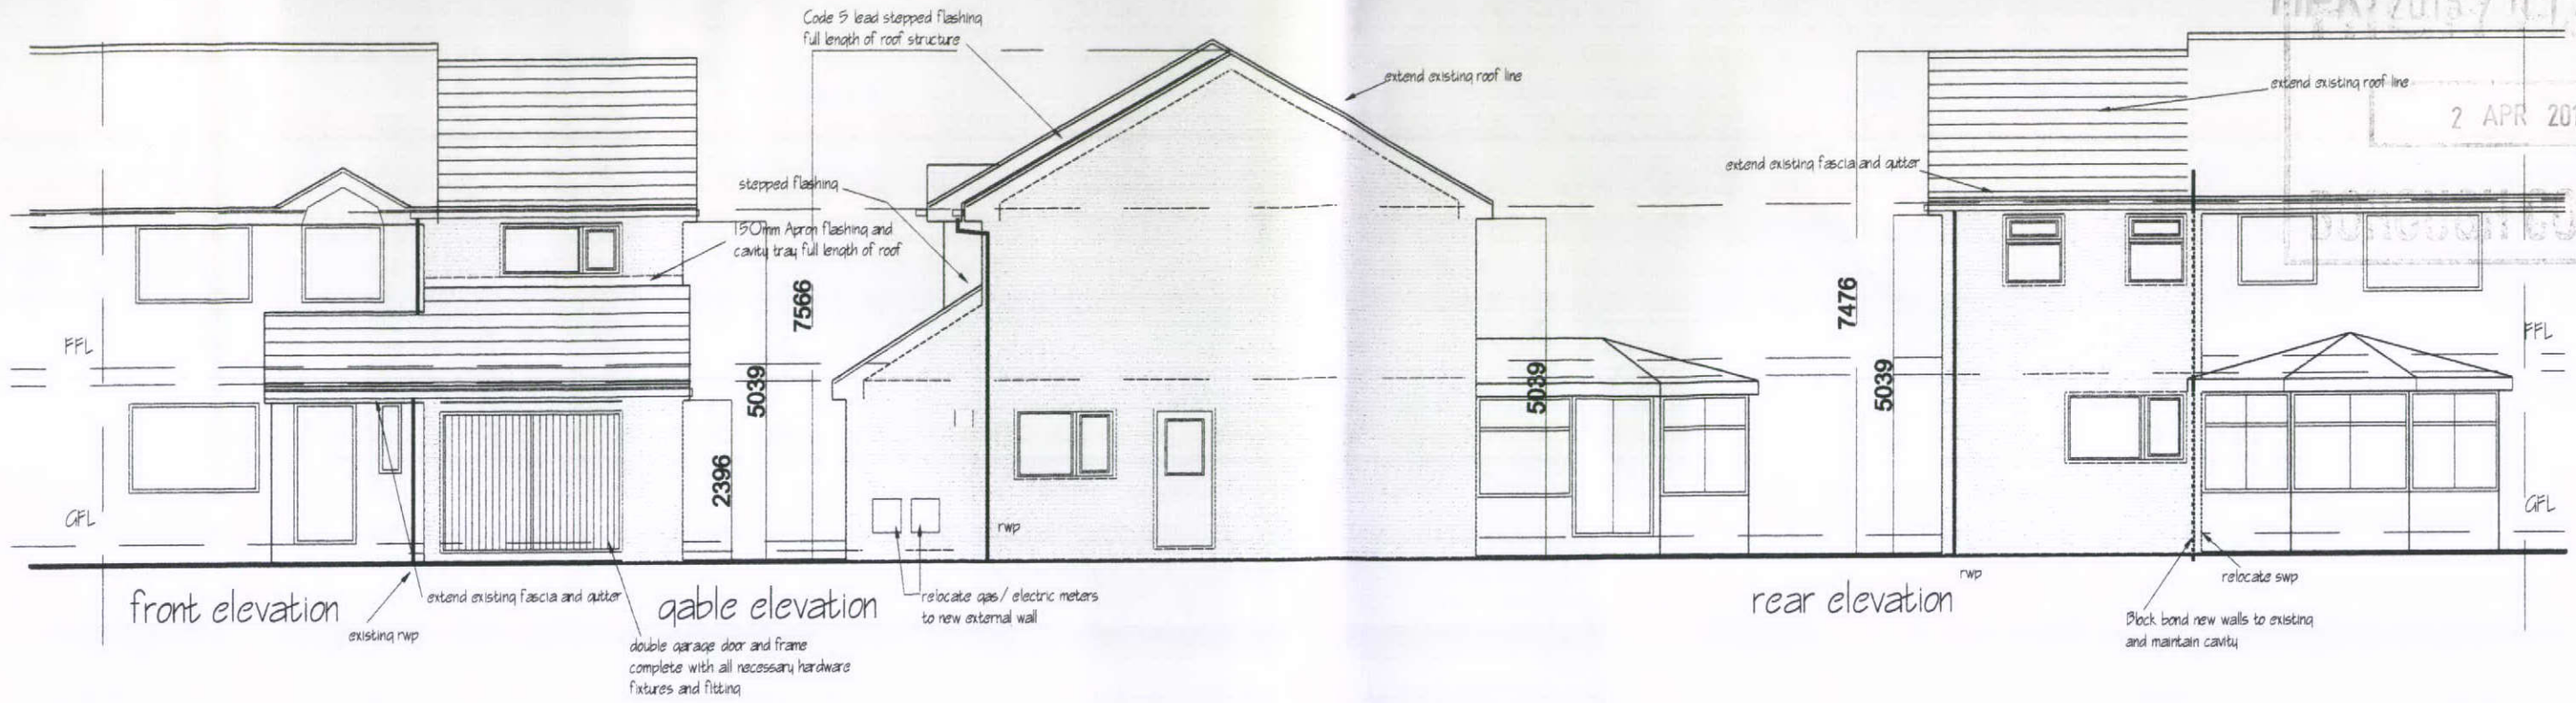 Code 5 lead stepped flashing
full length of roof structure
extend existing roof line
extend existing roof line
2 APR 201
extend existing fascia and gutter
stepped flashing
150mm Apron flashing and
cavity tray full length of roof
7566
7476
FFL
FFL
5039
5039
5039
2396
GFL
GFL
rwp
rwp
front elevation
extend existing fascia and gutter
existing rwp
gable elevation
relocate gas/ electric meters
to new external wall
double garage door and frame
complete with all necessary hardware
fixtures and fitting
rear elevation
relocate swp
Block bond new walls to existing
and maintain cavity